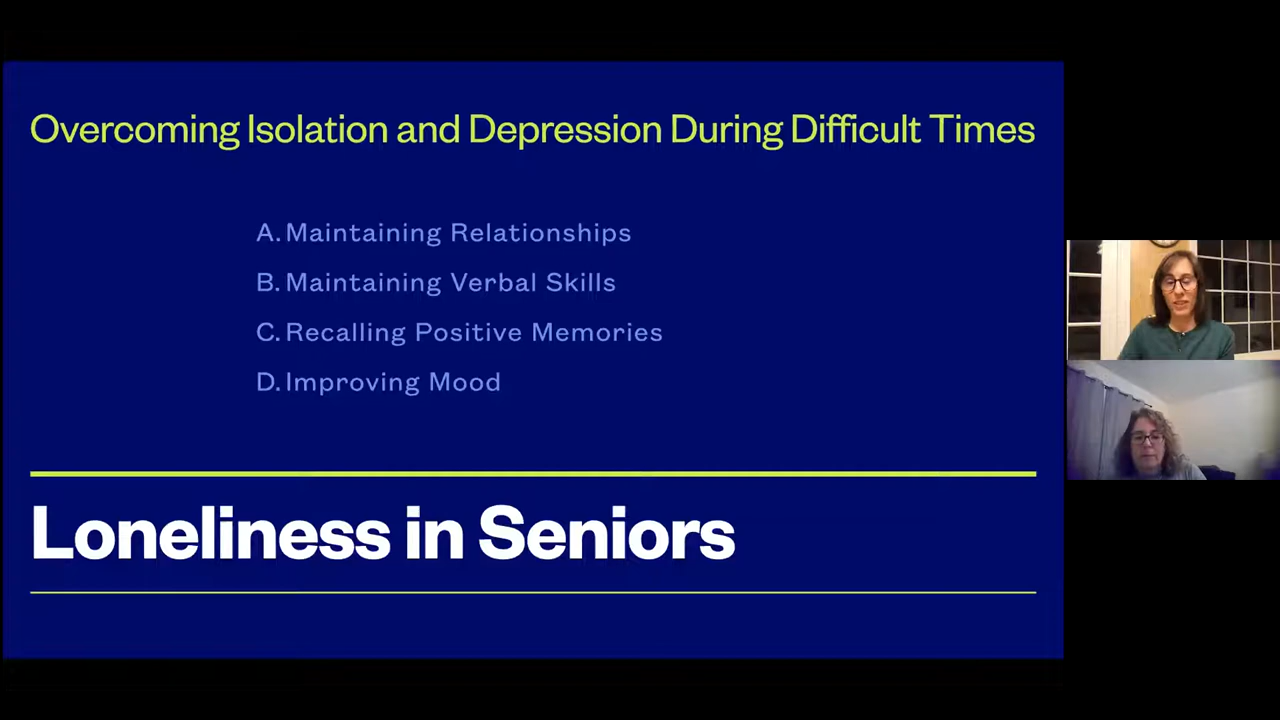 Overcoming Isolation and Depression During Difficult Times
A. Maintaining Relationships
B. Maintaining Verbal Skills
C. Recalling Positive Memories
D. Improving Mood
Loneliness in Seniors